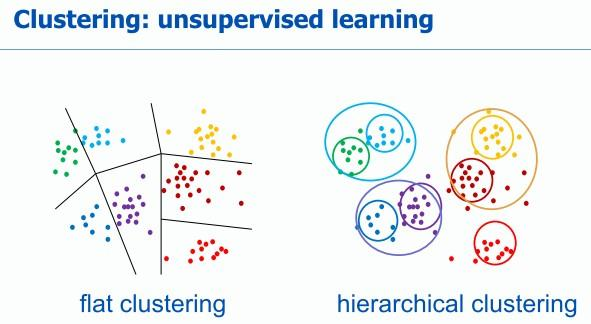 Clustering: unsupervised learning
flat clustering
hierarchical clustering